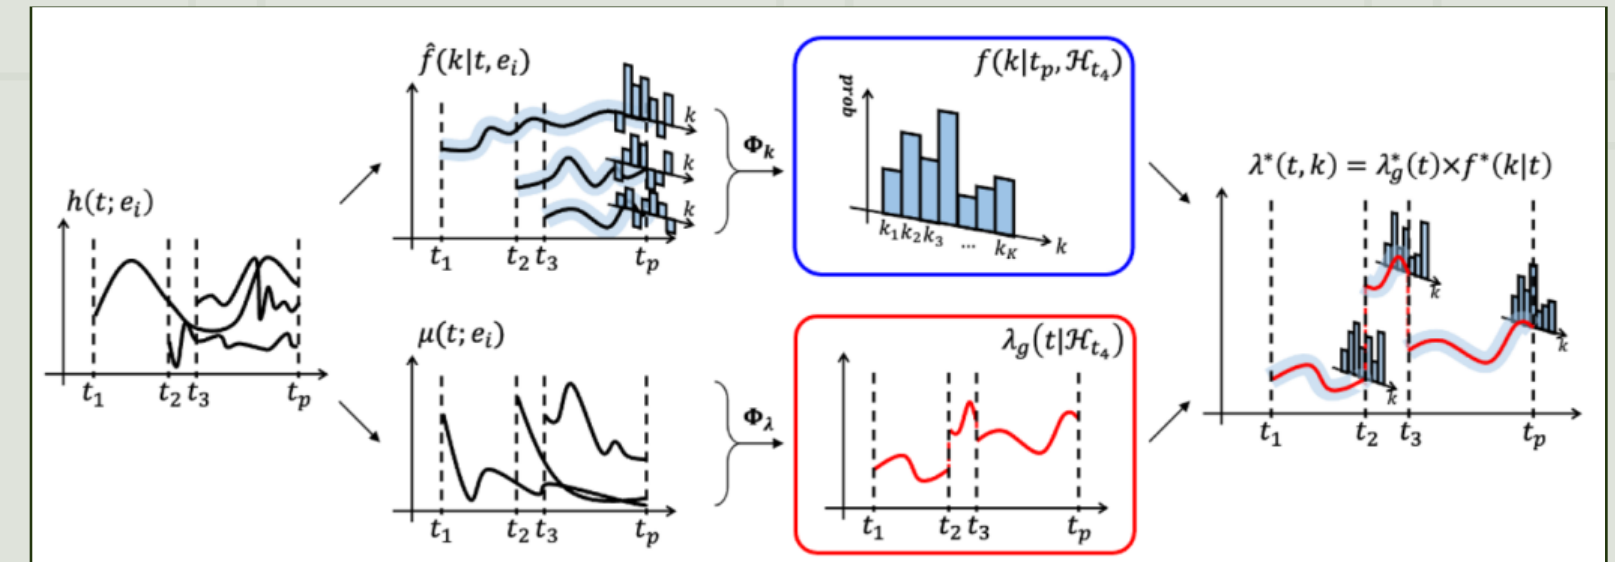 h(t; e_i)
t_1 t_2 t_3 t_p
f̂(k|t, e_i)
k
k
k
t_1 t_2 t_3 t_p
Φ_k
μ(t; e_i)
t_1 t_2 t_3 t_p
Φ_λ
f(k|t_p, ℋ_{t_4})
prob
k_1 k_2 k_3 ... k_K k
λ_g(t|ℋ_{t_4})
t_1 t_2 t_3 t_p
λ*(t, k) = λ*_g(t)×f*(k|t)
k
k
k
t_1 t_2 t_3 t_p